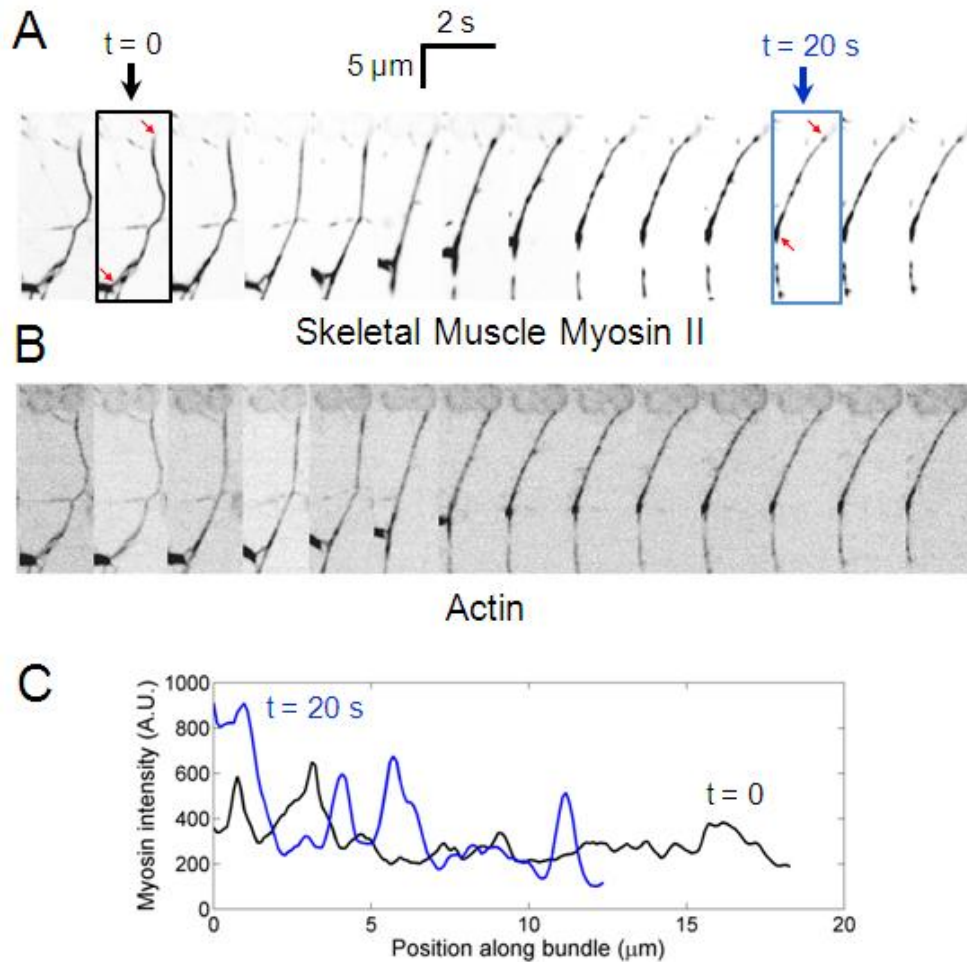 A
t = 0
2 s
5 μm
t = 20 s
Skeletal Muscle Myosin II
B
Actin
C
Myosin intensity (A.U.)
1000
800
600
400
200
0
t = 20 s
t = 0
0 5 10 15 20
Position along bundle (μm)